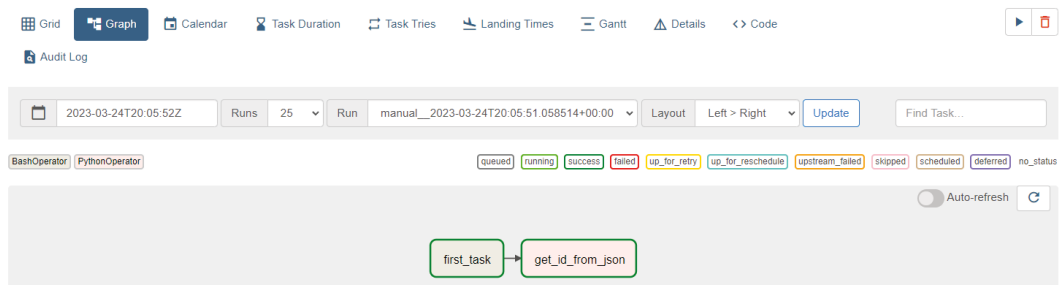 Grid Graph Calendar Task Duration Task Tries Landing Times Gantt Details Code
Audit Log
2023-03-24T20:05:52Z Runs 25 Run manual__2023-03-24T20:05:51.058514+00:00 Layout Left > Right Update Find Task...
BashOperator PythonOperator queued running success failed up_for_retry up_for_reschedule upstream_failed skipped scheduled deferred no_status
Auto-refresh
first_task get_id_from_json